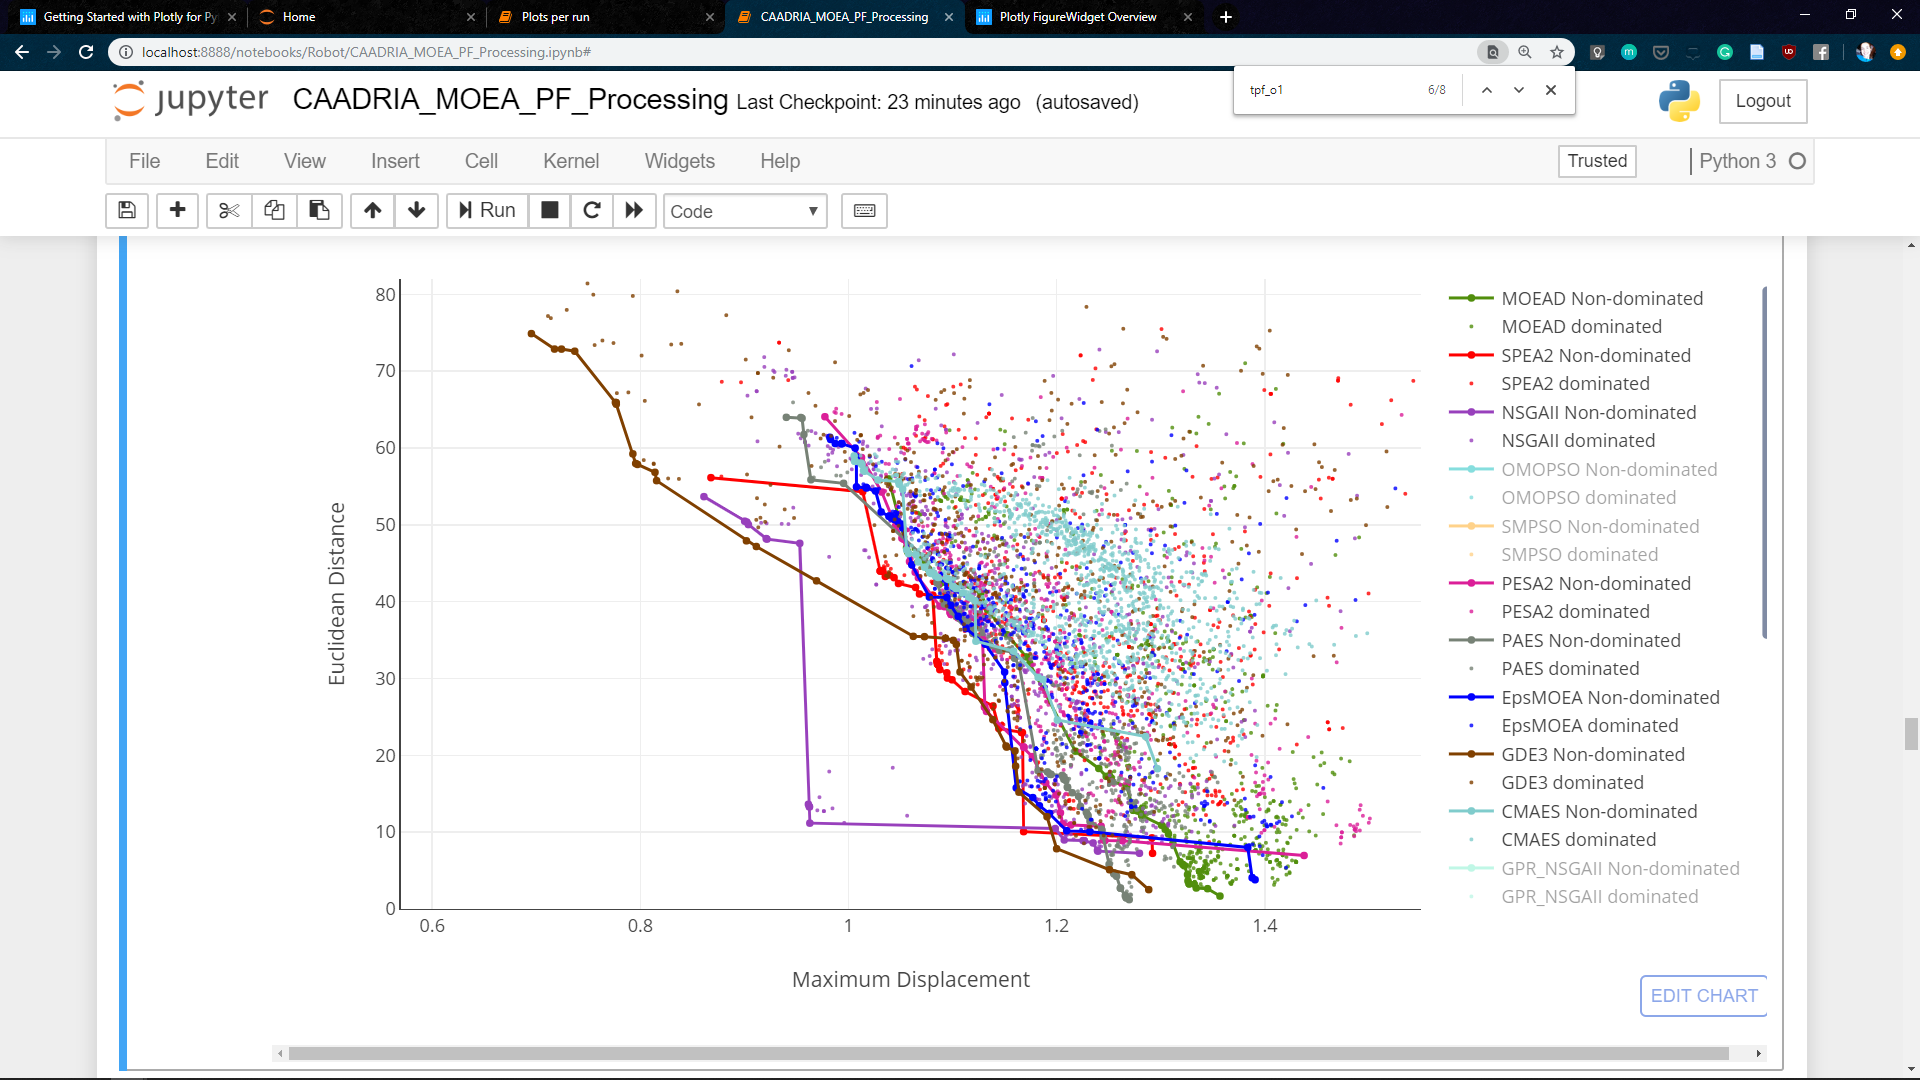 Getting Started with Plotly for Py
Home
Plots per run
CAADRIA_MOEA_PF_Processing
Plotly FigureWidget Overview
localhost:8888/notebooks/Robot/CAADRIA_MOEA_PF_Processing.ipynb#
tpf_o1 6/8
jupyter CAADRIA_MOEA_PF_Processing Last Checkpoint: 23 minutes ago (autosaved)
Logout
File Edit View Insert Cell Kernel Widgets Help
Trusted Python 3
Run Code
80
70
60
50
40
30
20
10
0
Euclidean Distance
0.6 0.8 1 1.2 1.4
Maximum Displacement
MOEAD Non-dominated
MOEAD dominated
SPEA2 Non-dominated
SPEA2 dominated
NSGAII Non-dominated
NSGAII dominated
OMOPSO Non-dominated
OMOPSO dominated
SMPSO Non-dominated
SMPSO dominated
PESA2 Non-dominated
PESA2 dominated
PAES Non-dominated
PAES dominated
EpsMOEA Non-dominated
EpsMOEA dominated
GDE3 Non-dominated
GDE3 dominated
CMAES Non-dominated
CMAES dominated
GPR_NSGAII Non-dominated
GPR_NSGAII dominated
EDIT CHART